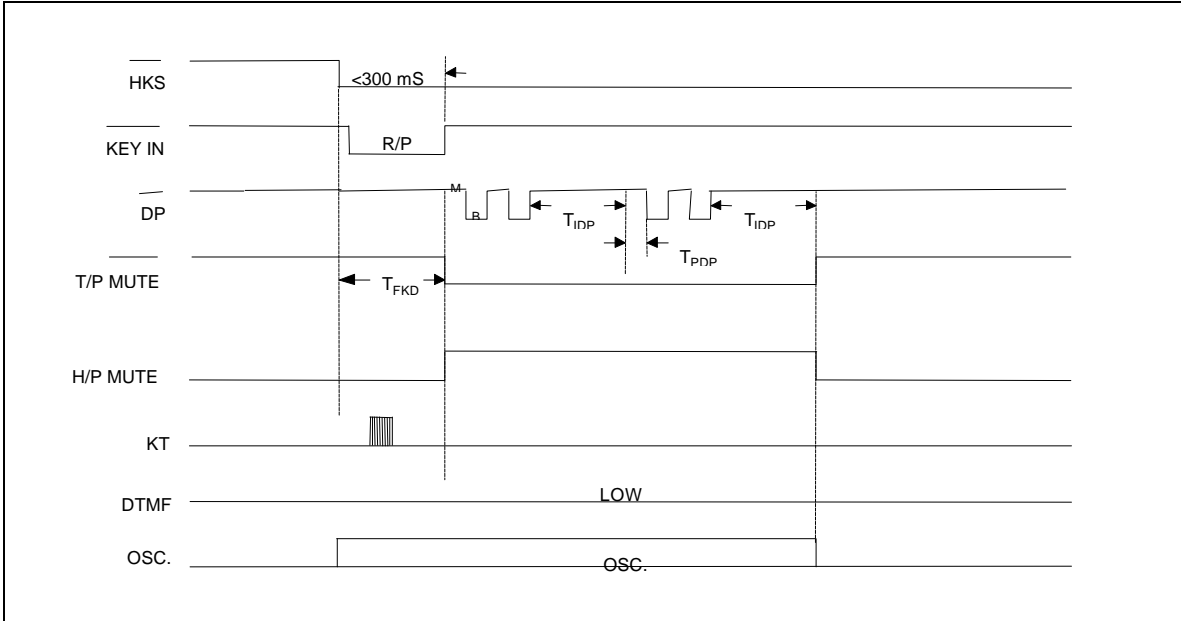 HKS
<300 mS
KEY IN
R/P
DP
M
B
TIDP
TIDP
TPDP
T/P MUTE
TFKD
H/P MUTE
KT
DTMF
LOW
OSC.
OSC.